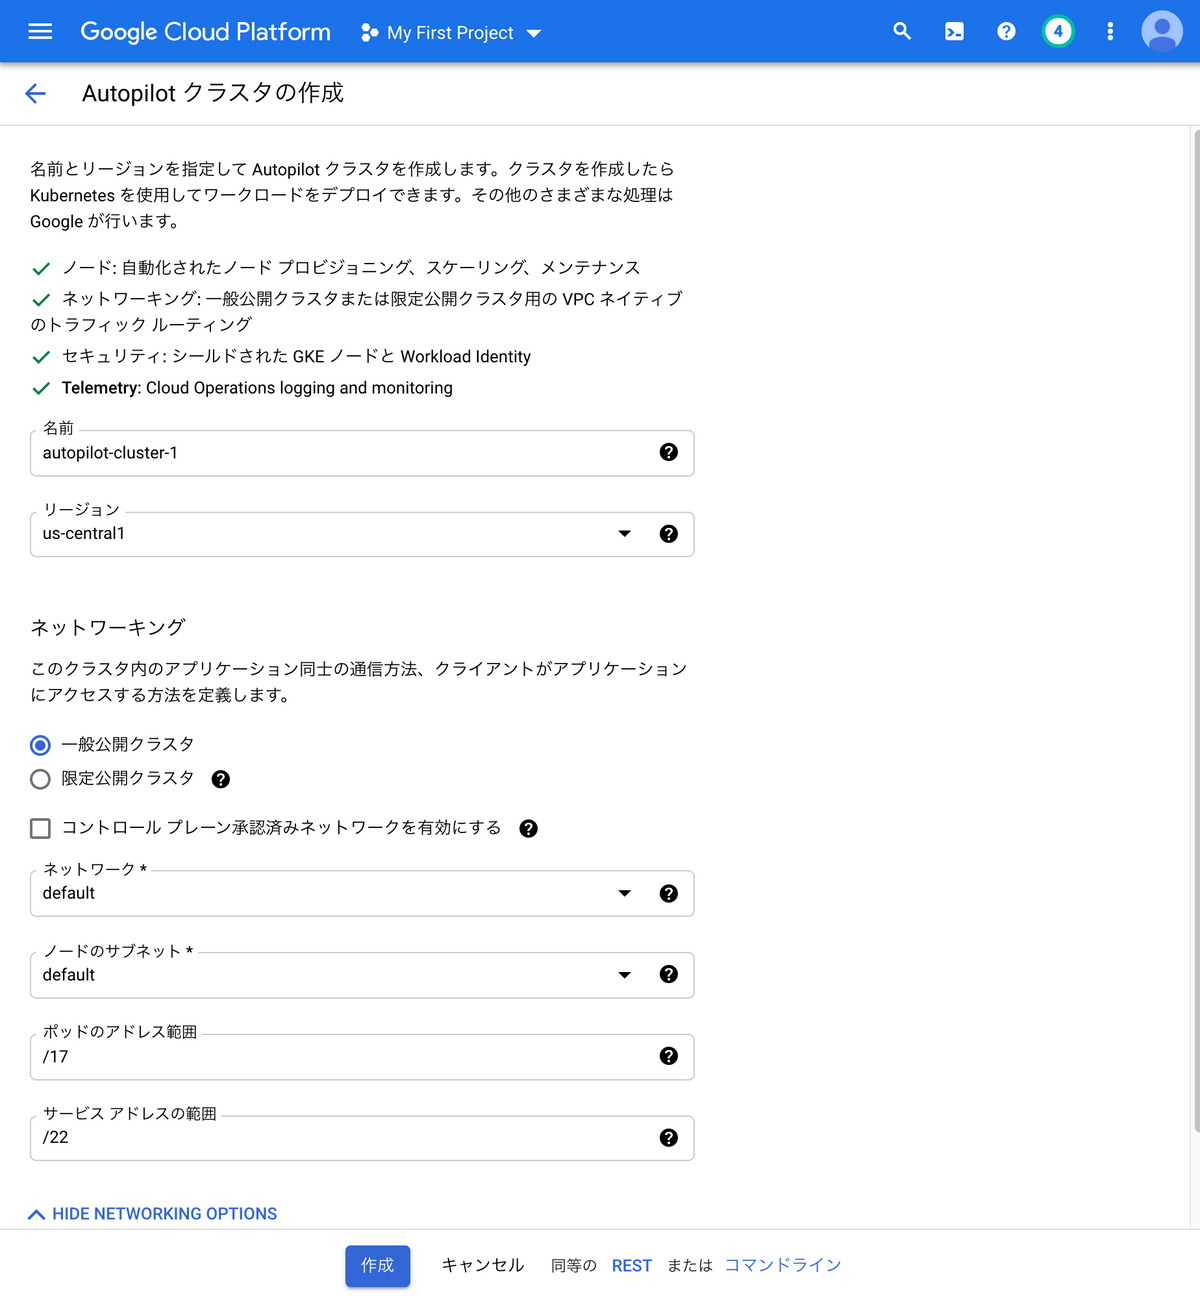 Google Cloud Platform My First Project 4
Autopilot クラスタの作成
名前とリージョンを指定して Autopilot クラスタを作成します。クラスタを作成したら
Kubernetes を使用してワークロードをデプロイできます。その他のさまざまな処理は
Google が行います。
ノード: 自動化されたノード プロビジョニング、スケーリング、メンテナンス
ネットワーキング: 一般公開クラスタまたは限定公開クラスタ用の VPC ネイティブ
のトラフィック ルーティング
セキュリティ: シールドされた GKE ノードと Workload Identity
Telemetry: Cloud Operations logging and monitoring
名前
autopilot-cluster-1
リージョン
us-central1
ネットワーキング
このクラスタ内のアプリケーション同士の通信方法、クライアントがアプリケーション
にアクセスする方法を定義します。
一般公開クラスタ
限定公開クラスタ
コントロール プレーン承認済みネットワークを有効にする
ネットワーク *
default
ノードのサブネット *
default
ポッドのアドレス範囲
/17
サービス アドレスの範囲
/22
HIDE NETWORKING OPTIONS
作成 キャンセル 同等の REST または コマンドライン